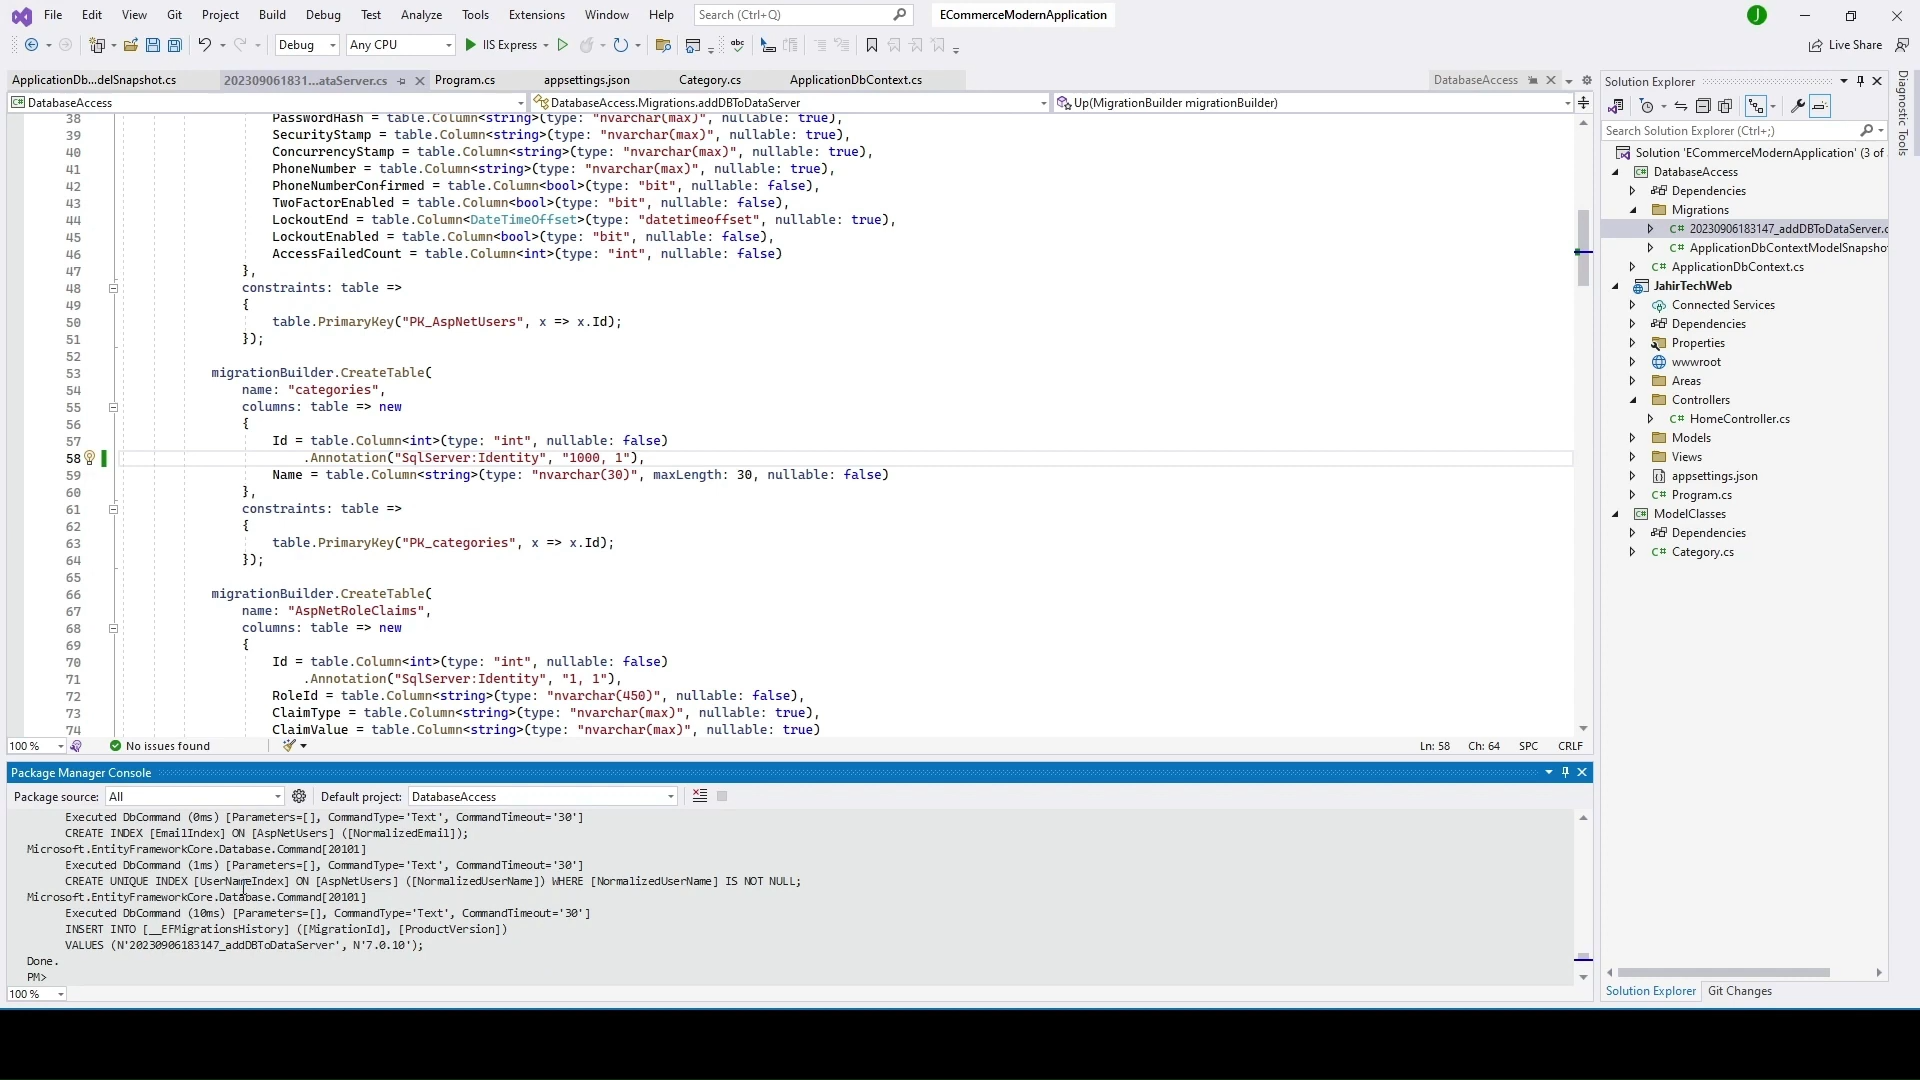 File Edit View Git Project Build Debug Test Analyze Tools Extensions Window Help Search (Ctrl+Q) ECommerceModernApplication J
Debug Any CPU IIS Express Live Share
ApplicationDb...delSnapshot.cs 202309061831...ataServer.cs Program.cs appsettings.json Category.cs ApplicationDbContext.cs DatabaseAccess
DatabaseAccess DatabaseAccess.Migrations.addDBToDataServer Up(MigrationBuilder migrationBuilder)
38 PasswordHash = table.Column<string>(type: "nvarchar(max)", nullable: true),
39 SecurityStamp = table.Column<string>(type: "nvarchar(max)", nullable: true),
40 ConcurrencyStamp = table.Column<string>(type: "nvarchar(max)", nullable: true),
41 PhoneNumber = table.Column<string>(type: "nvarchar(max)", nullable: true),
42 PhoneNumberConfirmed = table.Column<bool>(type: "bit", nullable: false),
43 TwoFactorEnabled = table.Column<bool>(type: "bit", nullable: false),
44 LockoutEnd = table.Column<DateTimeOffset>(type: "datetimeoffset", nullable: true),
45 LockoutEnabled = table.Column<bool>(type: "bit", nullable: false),
46 AccessFailedCount = table.Column<int>(type: "int", nullable: false)
47 },
48 constraints: table =>
49 {
50 table.PrimaryKey("PK_AspNetUsers", x => x.Id);
51 });
52
53 migrationBuilder.CreateTable(
54 name: "categories",
55 columns: table => new
56 {
57 Id = table.Column<int>(type: "int", nullable: false)
58 .Annotation("SqlServer:Identity", "1000, 1"),
59 Name = table.Column<string>(type: "nvarchar(30)", maxLength: 30, nullable: false)
60 },
61 constraints: table =>
62 {
63 table.PrimaryKey("PK_categories", x => x.Id);
64 });
65
66 migrationBuilder.CreateTable(
67 name: "AspNetRoleClaims",
68 columns: table => new
69 {
70 Id = table.Column<int>(type: "int", nullable: false)
71 .Annotation("SqlServer:Identity", "1, 1"),
72 RoleId = table.Column<string>(type: "nvarchar(450)", nullable: false),
73 ClaimType = table.Column<string>(type: "nvarchar(max)", nullable: true),
74 ClaimValue = table.Column<string>(type: "nvarchar(max)", nullable: true)
100 % No issues found Ln: 58 Ch: 64 SPC CRLF
Package Manager Console
Package source: All Default project: DatabaseAccess
Executed DbCommand (0ms) [Parameters=[], CommandType='Text', CommandTimeout='30']
CREATE INDEX [EmailIndex] ON [AspNetUsers] ([NormalizedEmail]);
Microsoft.EntityFrameworkCore.Database.Command[20101]
Executed DbCommand (1ms) [Parameters=[], CommandType='Text', CommandTimeout='30']
CREATE UNIQUE INDEX [UserNameIndex] ON [AspNetUsers] ([NormalizedUserName]) WHERE [NormalizedUserName] IS NOT NULL;
Microsoft.EntityFrameworkCore.Database.Command[20101]
Executed DbCommand (10ms) [Parameters=[], CommandType='Text', CommandTimeout='30']
INSERT INTO [__EFMigrationsHistory] ([MigrationId], [ProductVersion])
VALUES (N'20230906183147_addDBToDataServer', N'7.0.10');
Done.
PM>
100 %
Solution Explorer
Search Solution Explorer (Ctrl+;)
Solution 'ECommerceModernApplication' (3 of
DatabaseAccess
Dependencies
Migrations
20230906183147_addDBToDataServer.c
ApplicationDbContextModelSnapshot
ApplicationDbContext.cs
JahirTechWeb
Connected Services
Dependencies
Properties
wwwroot
Areas
Controllers
HomeController.cs
Models
Views
appsettings.json
Program.cs
ModelClasses
Dependencies
Category.cs
Solution Explorer Git Changes
Diagnostic Tools